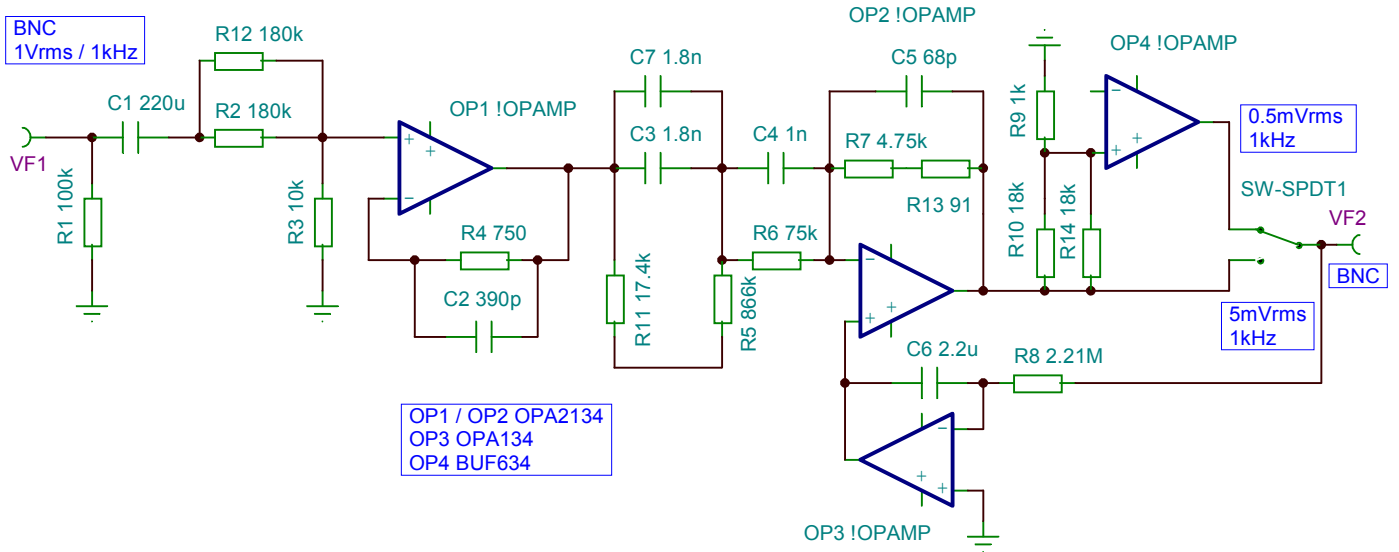 BNC
1Vrms / 1kHz
R12 180k
C1 220u
R2 180k
VF1
R1 100k
R3 10k
OP1 !OPAMP
+
+
−
R4 750
C2 390p
C7 1.8n
C3 1.8n
C4 1n
R11 17.4k
R5 866k
R6 75k
OP2 !OPAMP
C5 68p
R7 4.75k
R13 91
−
+
+
C6 2.2u
R8 2.21M
−
+
+
OP3 !OPAMP
OP1 / OP2 OPA2134
OP3 OPA134
OP4 BUF634
R9 1k
R10 18k
R14 18k
OP4 !OPAMP
−
+
+
0.5mVrms
1kHz
SW-SPDT1
VF2
BNC
5mVrms
1kHz